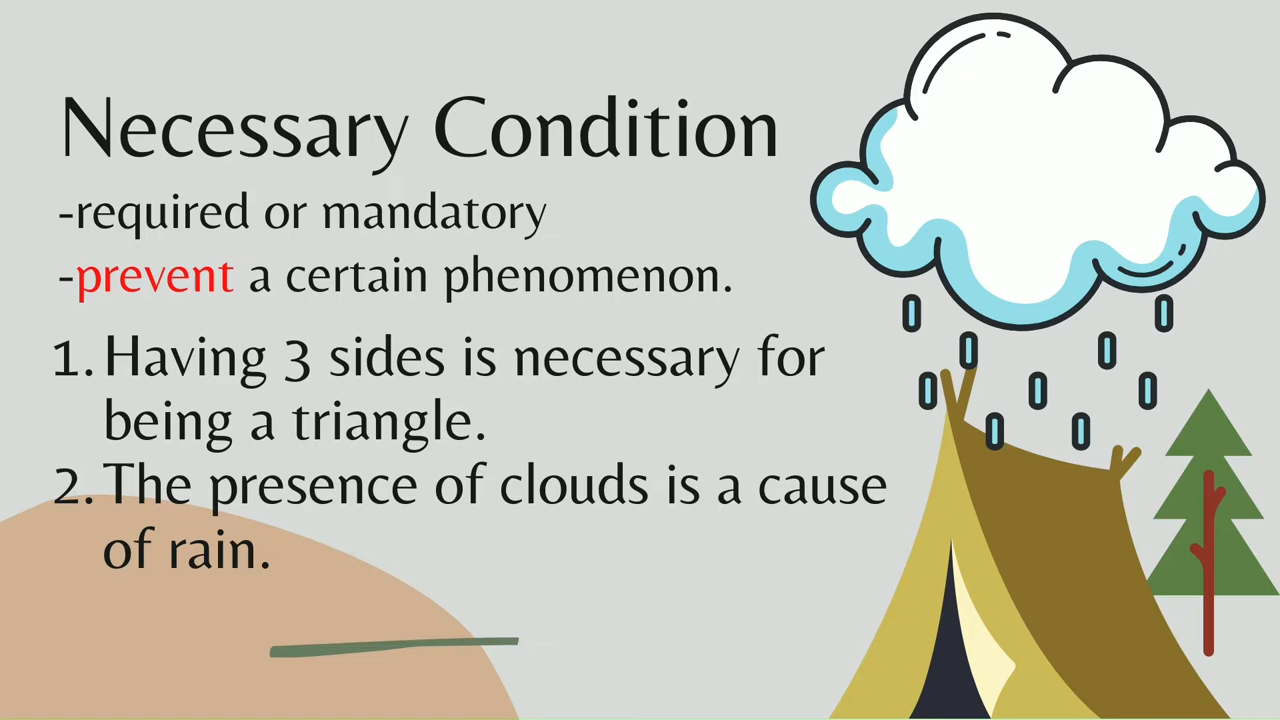 Necessary Condition
-required or mandatory
-prevent a certain phenomenon.
1. Having 3 sides is necessary for
being a triangle.
2. The presence of clouds is a cause
of rain.